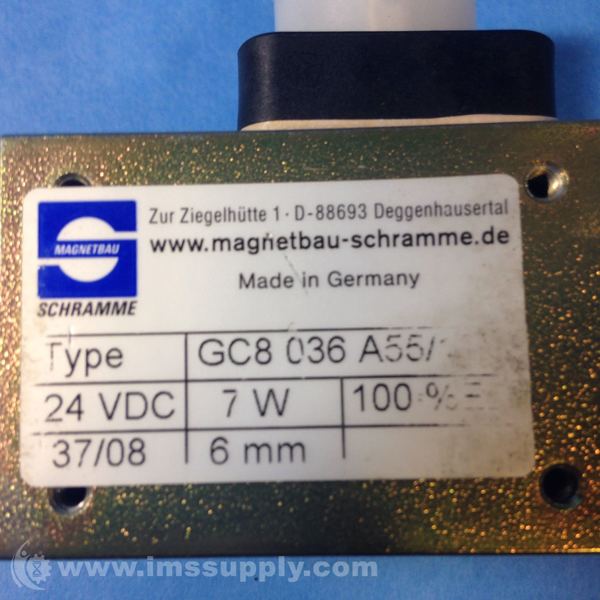 MAGNETBAU
SCHRAMME
Zur Ziegelhütte 1 · D-88693 Deggenhausertal
www.magnetbau-schramme.de
Made in Germany
Type GC8 036 A55/
24 VDC 7 W 100 %
37/08 6 mm
www.imssupply.com